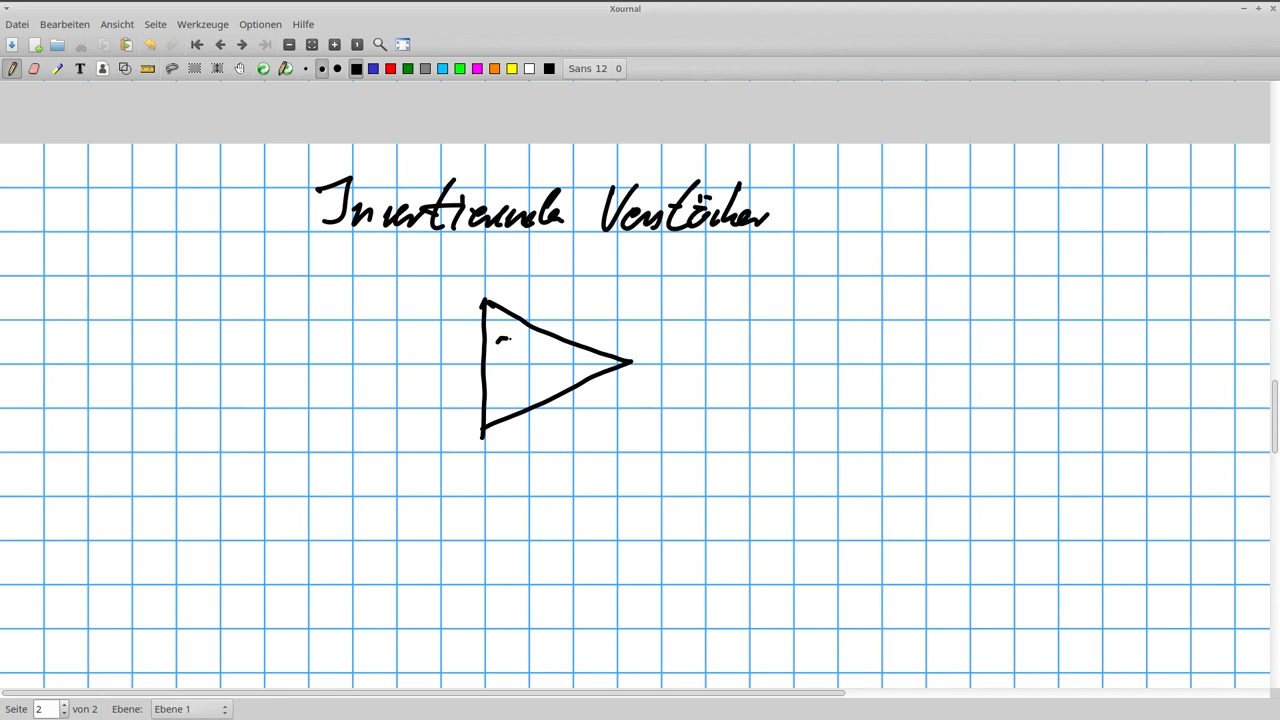 Xournal
Datei Bearbeiten Ansicht Seite Werkzeuge Optionen Hilfe
1
T Sans 12 0
Invertierende Verstärker
-
Seite 2 von 2 Ebene: Ebene 1